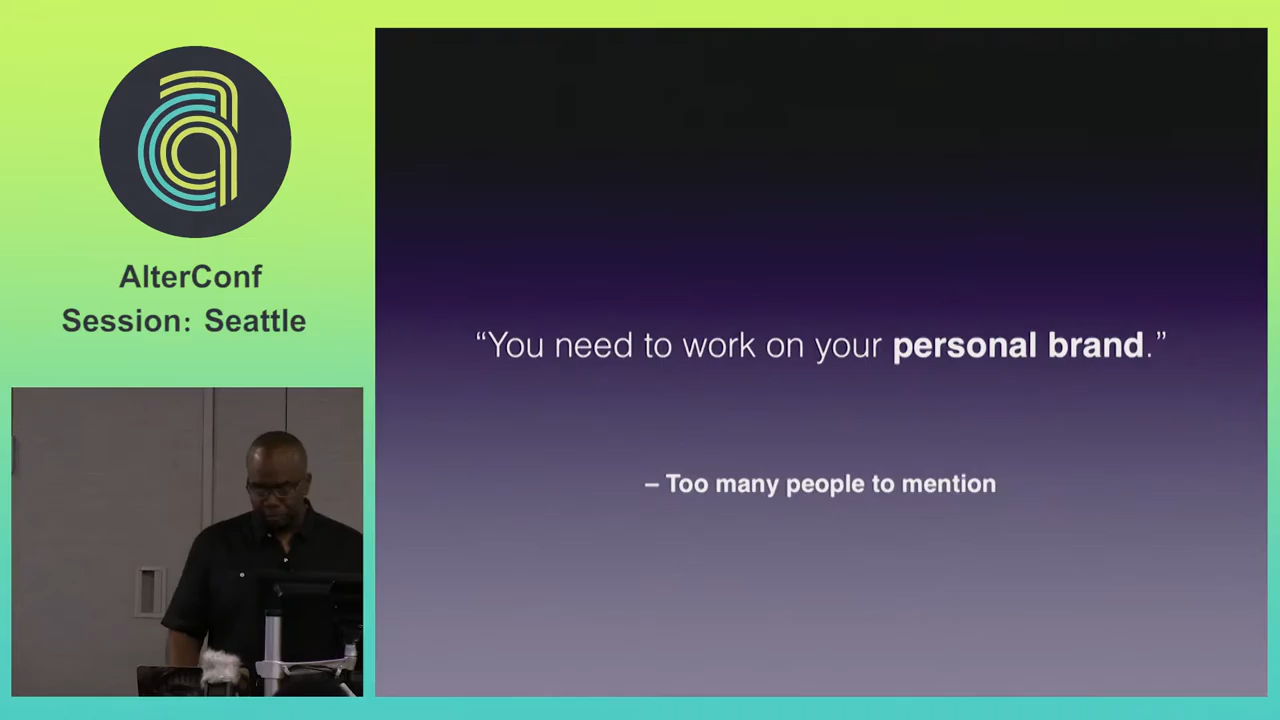 AlterConf
Session: Seattle
“You need to work on your personal brand.”
– Too many people to mention